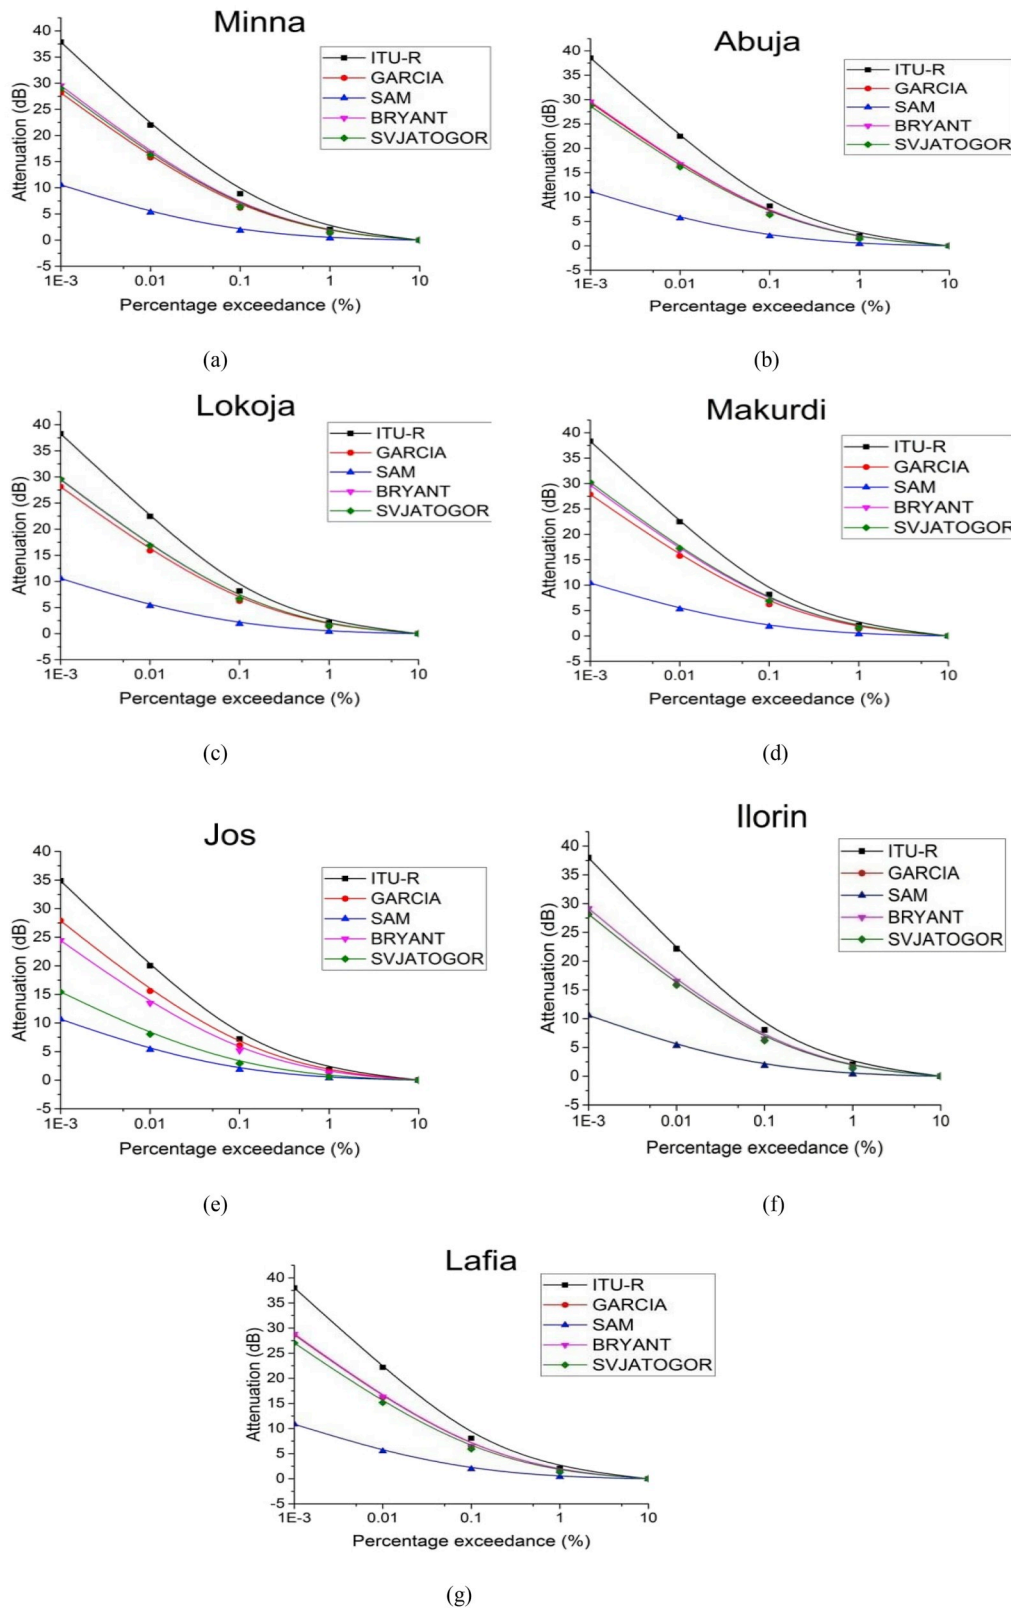 Minna
ITU-R
GARCIA
SAM
BRYANT
SVJATOGOR
Attenuation (dB)
40
35
30
25
20
15
10
5
0
-5
1E-3 0.01 0.1 1 10
Percentage exceedance (%)
(a)
Abuja
ITU-R
GARCIA
SAM
BRYANT
SVJATOGOR
Attenuation (dB)
40
35
30
25
20
15
10
5
0
-5
1E-3 0.01 0.1 1 10
Percentage exceedance (%)
(b)
Lokoja
ITU-R
GARCIA
SAM
BRYANT
SVJATOGOR
Attenuation (dB)
40
35
30
25
20
15
10
5
0
-5
1E-3 0.01 0.1 1 10
Percentage exceedance (%)
(c)
Makurdi
ITU-R
GARCIA
SAM
BRYANT
SVJATOGOR
Attenuation (dB)
40
35
30
25
20
15
10
5
0
-5
1E-3 0.01 0.1 1 10
Percentage exceedance (%)
(d)
Jos
ITU-R
GARCIA
SAM
BRYANT
SVJATOGOR
Attenuation (dB)
40
35
30
25
20
15
10
5
0
-5
1E-3 0.01 0.1 1 10
Percentage exceedance (%)
(e)
Ilorin
ITU-R
GARCIA
SAM
BRYANT
SVJATOGOR
Attenuation (dB)
40
35
30
25
20
15
10
5
0
-5
1E-3 0.01 0.1 1 10
Percentage exceedance (%)
(f)
Lafia
ITU-R
GARCIA
SAM
BRYANT
SVJATOGOR
Attenuation (dB)
40
35
30
25
20
15
10
5
0
-5
1E-3 0.01 0.1 1 10
Percentage exceedance (%)
(g)